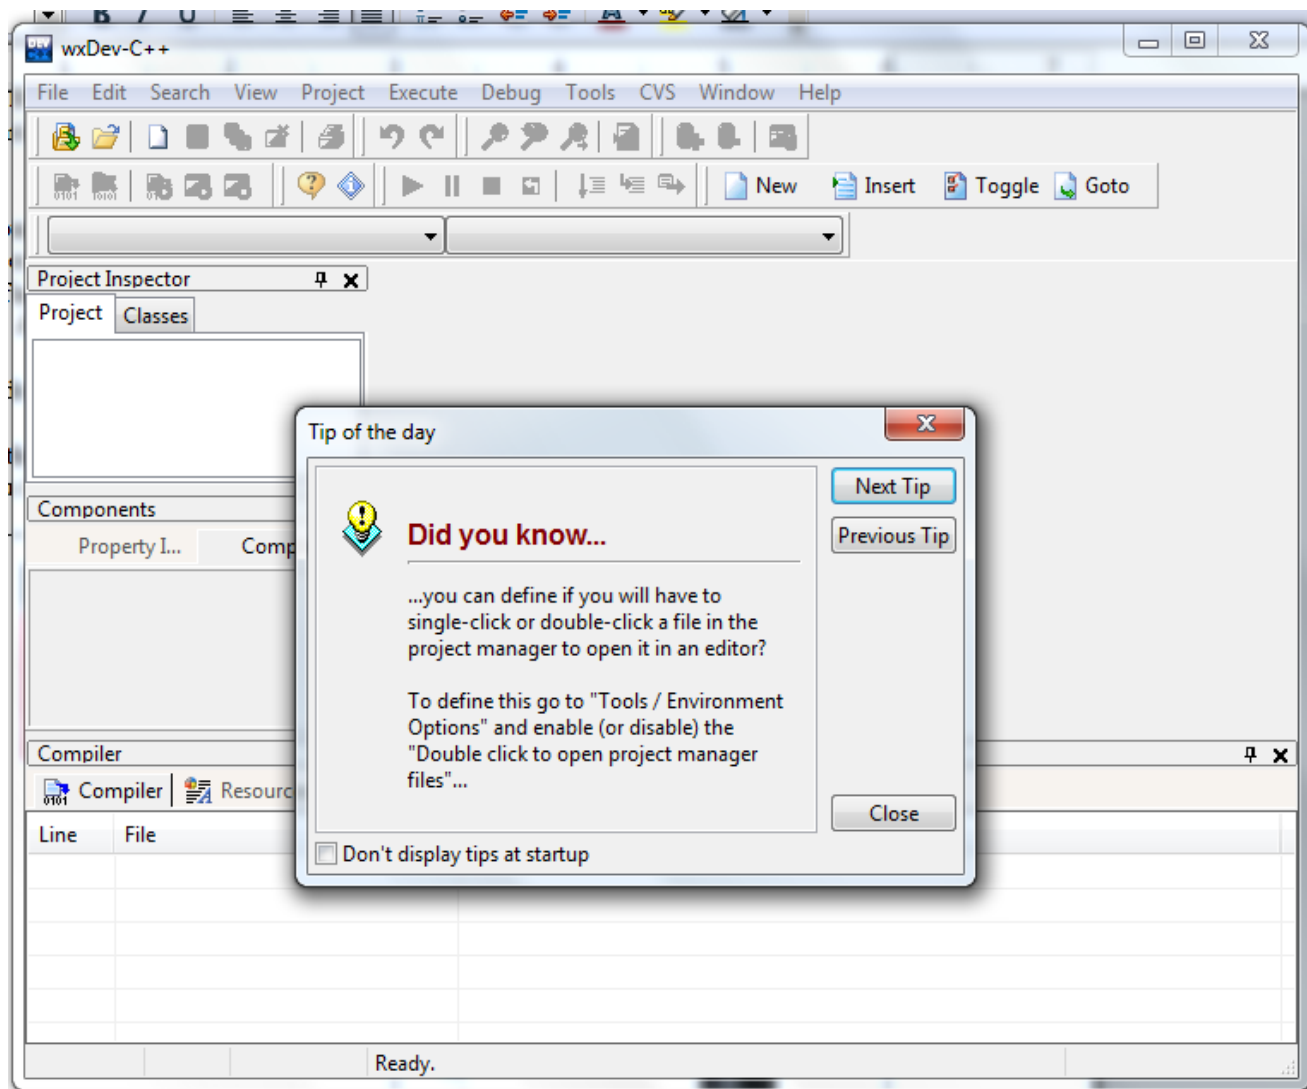 wxDev-C++
File Edit Search View Project Execute Debug Tools CVS Window Help
New Insert Toggle Goto
Project Inspector
Project Classes
Tip of the day
Next Tip
Components
Previous Tip
Did you know...
Property I... Comp
...you can define if you will have to
single-click or double-click a file in the
project manager to open it in an editor?
To define this go to "Tools / Environment
Options" and enable (or disable) the
"Double click to open project manager
files"...
Compiler
Compiler Resourc
Close
Line File
Don't display tips at startup
Ready.